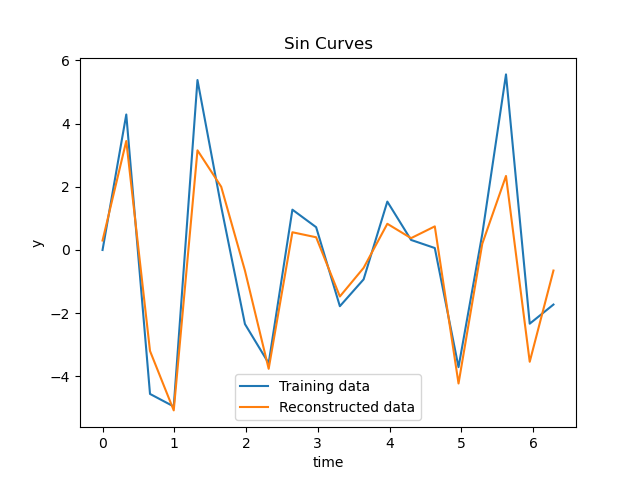 Sin Curves
6
4
2
0
−2
−4
y
0 1 2 3 4 5 6
time
Training data
Reconstructed data